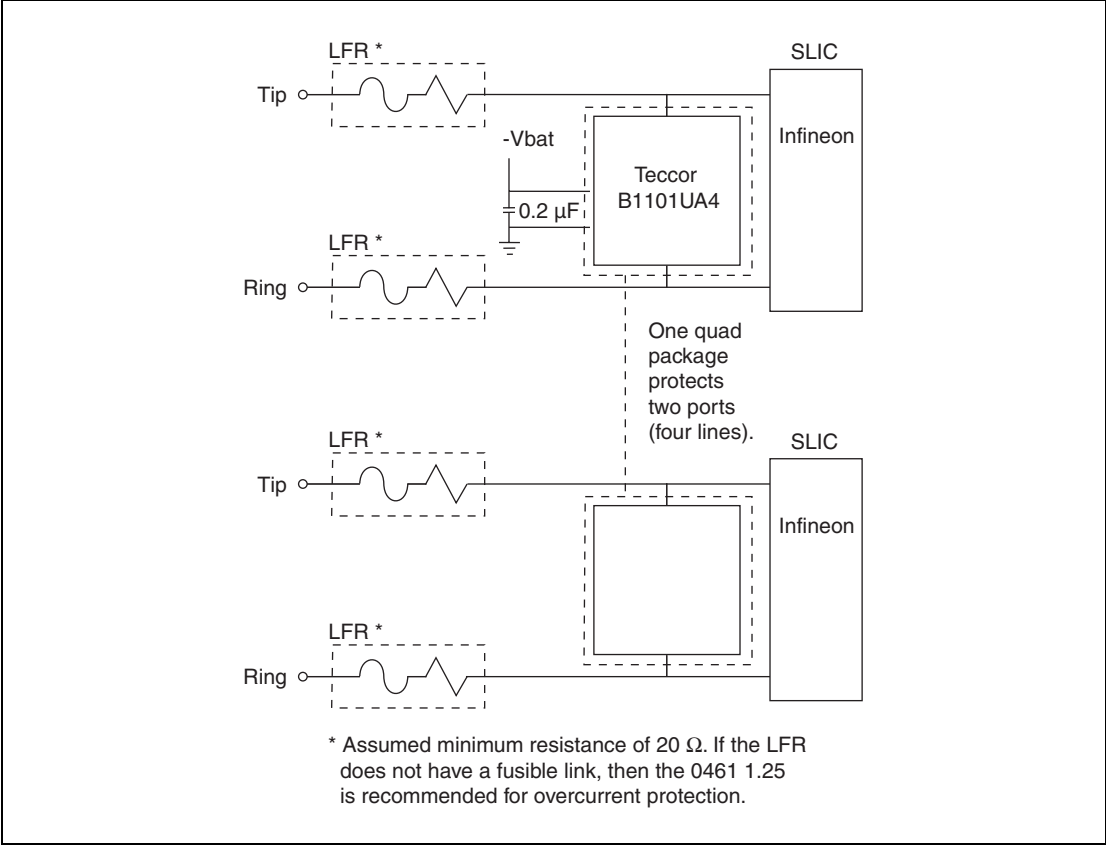 LFR *
SLIC
Tip
Infineon
-Vbat
Teccor
B1101UA4
0.2 µF
LFR *
Ring
One quad
package
protects
two ports
(four lines).
LFR *
SLIC
Tip
Infineon
LFR *
Ring
* Assumed minimum resistance of 20 Ω. If the LFR
does not have a fusible link, then the 0461 1.25
is recommended for overcurrent protection.